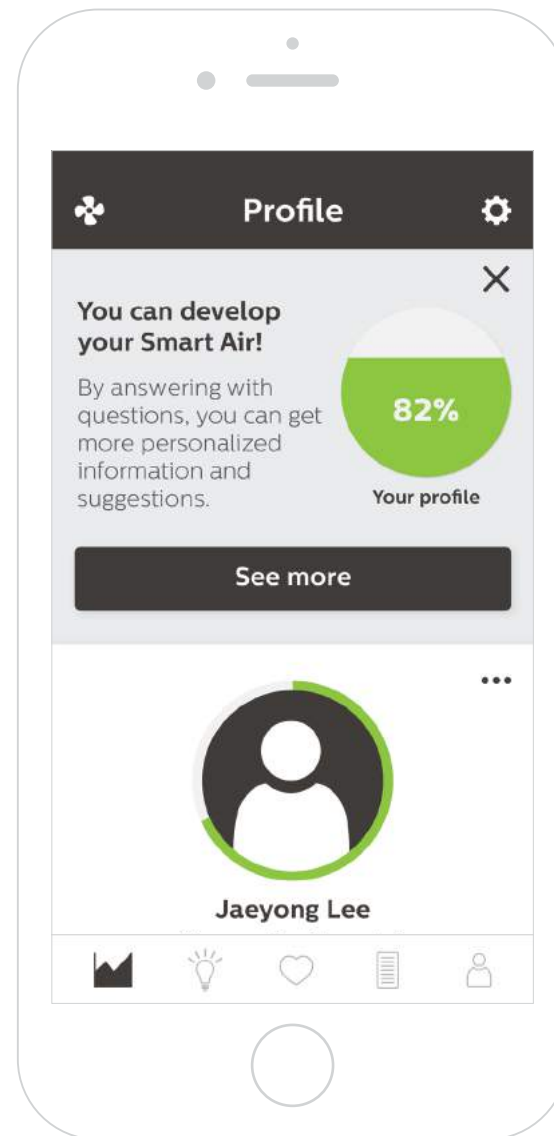 Profile
You can develop
your Smart Air!
By answering with
questions, you can get
more personalized
information and
suggestions.
82%
Your profile
See more
Jaeyong Lee